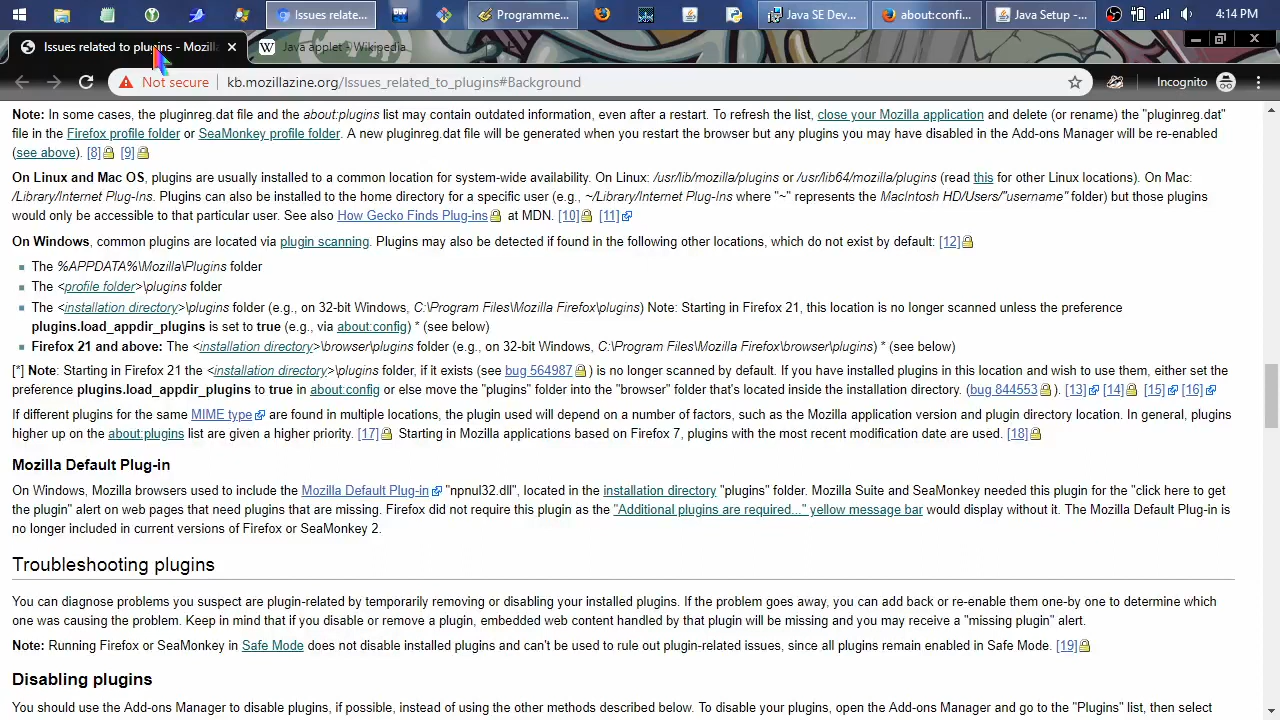 Issues relate...
Programme...
Java SE Dev...
about:confi...
Java Setup -...
4:14 PM
Issues related to plugins - Mozill
Java applet - Wikipedia
Not secure
kb.mozillazine.org/Issues_related_to_plugins#Background
Incognito
Note: In some cases, the pluginreg.dat file and the about:plugins list may contain outdated information, even after a restart. To refresh the list, close your Mozilla application and delete (or rename) the "pluginreg.dat"
file in the Firefox profile folder or SeaMonkey profile folder. A new pluginreg.dat file will be generated when you restart the browser but any plugins you may have disabled in the Add-ons Manager will be re-enabled
(see above). [8] [9]
On Linux and Mac OS, plugins are usually installed to a common location for system-wide availability. On Linux: /usr/lib/mozilla/plugins or /usr/lib64/mozilla/plugins (read this for other Linux locations). On Mac:
/Library/Internet Plug-Ins. Plugins can also be installed to the home directory for a specific user (e.g., ~/Library/Internet Plug-Ins where "~" represents the MacIntosh HD/Users/"username" folder) but those plugins
would only be accessible to that particular user. See also How Gecko Finds Plug-ins at MDN. [10] [11]
On Windows, common plugins are located via plugin scanning. Plugins may also be detected if found in the following other locations, which do not exist by default: [12]
The %APPDATA%\Mozilla\Plugins folder
The <profile folder>\plugins folder
The <installation directory>\plugins folder (e.g., on 32-bit Windows, C:\Program Files\Mozilla Firefox\plugins) Note: Starting in Firefox 21, this location is no longer scanned unless the preference
plugins.load_appdir_plugins is set to true (e.g., via about:config) * (see below)
Firefox 21 and above: The <installation directory>\browser\plugins folder (e.g., on 32-bit Windows, C:\Program Files\Mozilla Firefox\browser\plugins) * (see below)
[*] Note: Starting in Firefox 21 the <installation directory>\plugins folder, if it exists (see bug 564987) is no longer scanned by default. If you have installed plugins in this location and wish to use them, either set the
preference plugins.load_appdir_plugins to true in about:config or else move the "plugins" folder into the "browser" folder that's located inside the installation directory. (bug 844553). [13] [14] [15] [16]
If different plugins for the same MIME type are found in multiple locations, the plugin used will depend on a number of factors, such as the Mozilla application version and plugin directory location. In general, plugins
higher up on the about:plugins list are given a higher priority. [17] Starting in Mozilla applications based on Firefox 7, plugins with the most recent modification date are used. [18]
Mozilla Default Plug-in
On Windows, Mozilla browsers used to include the Mozilla Default Plug-in "npnul32.dll", located in the installation directory "plugins" folder. Mozilla Suite and SeaMonkey needed this plugin for the "click here to get
the plugin" alert on web pages that need plugins that are missing. Firefox did not require this plugin as the "Additional plugins are required..." yellow message bar would display without it. The Mozilla Default Plug-in is
no longer included in current versions of Firefox or SeaMonkey 2.
Troubleshooting plugins
You can diagnose problems you suspect are plugin-related by temporarily removing or disabling your installed plugins. If the problem goes away, you can add back or re-enable them one-by one to determine which
one was causing the problem. Keep in mind that if you disable or remove a plugin, embedded web content handled by that plugin will be missing and you may receive a "missing plugin" alert.
Note: Running Firefox or SeaMonkey in Safe Mode does not disable installed plugins and can't be used to rule out plugin-related issues, since all plugins remain enabled in Safe Mode. [19]
Disabling plugins
You should use the Add-ons Manager to disable plugins, if possible, instead of using the other methods described below. To disable your plugins, open the Add-ons Manager and go to the "Plugins" list, then select